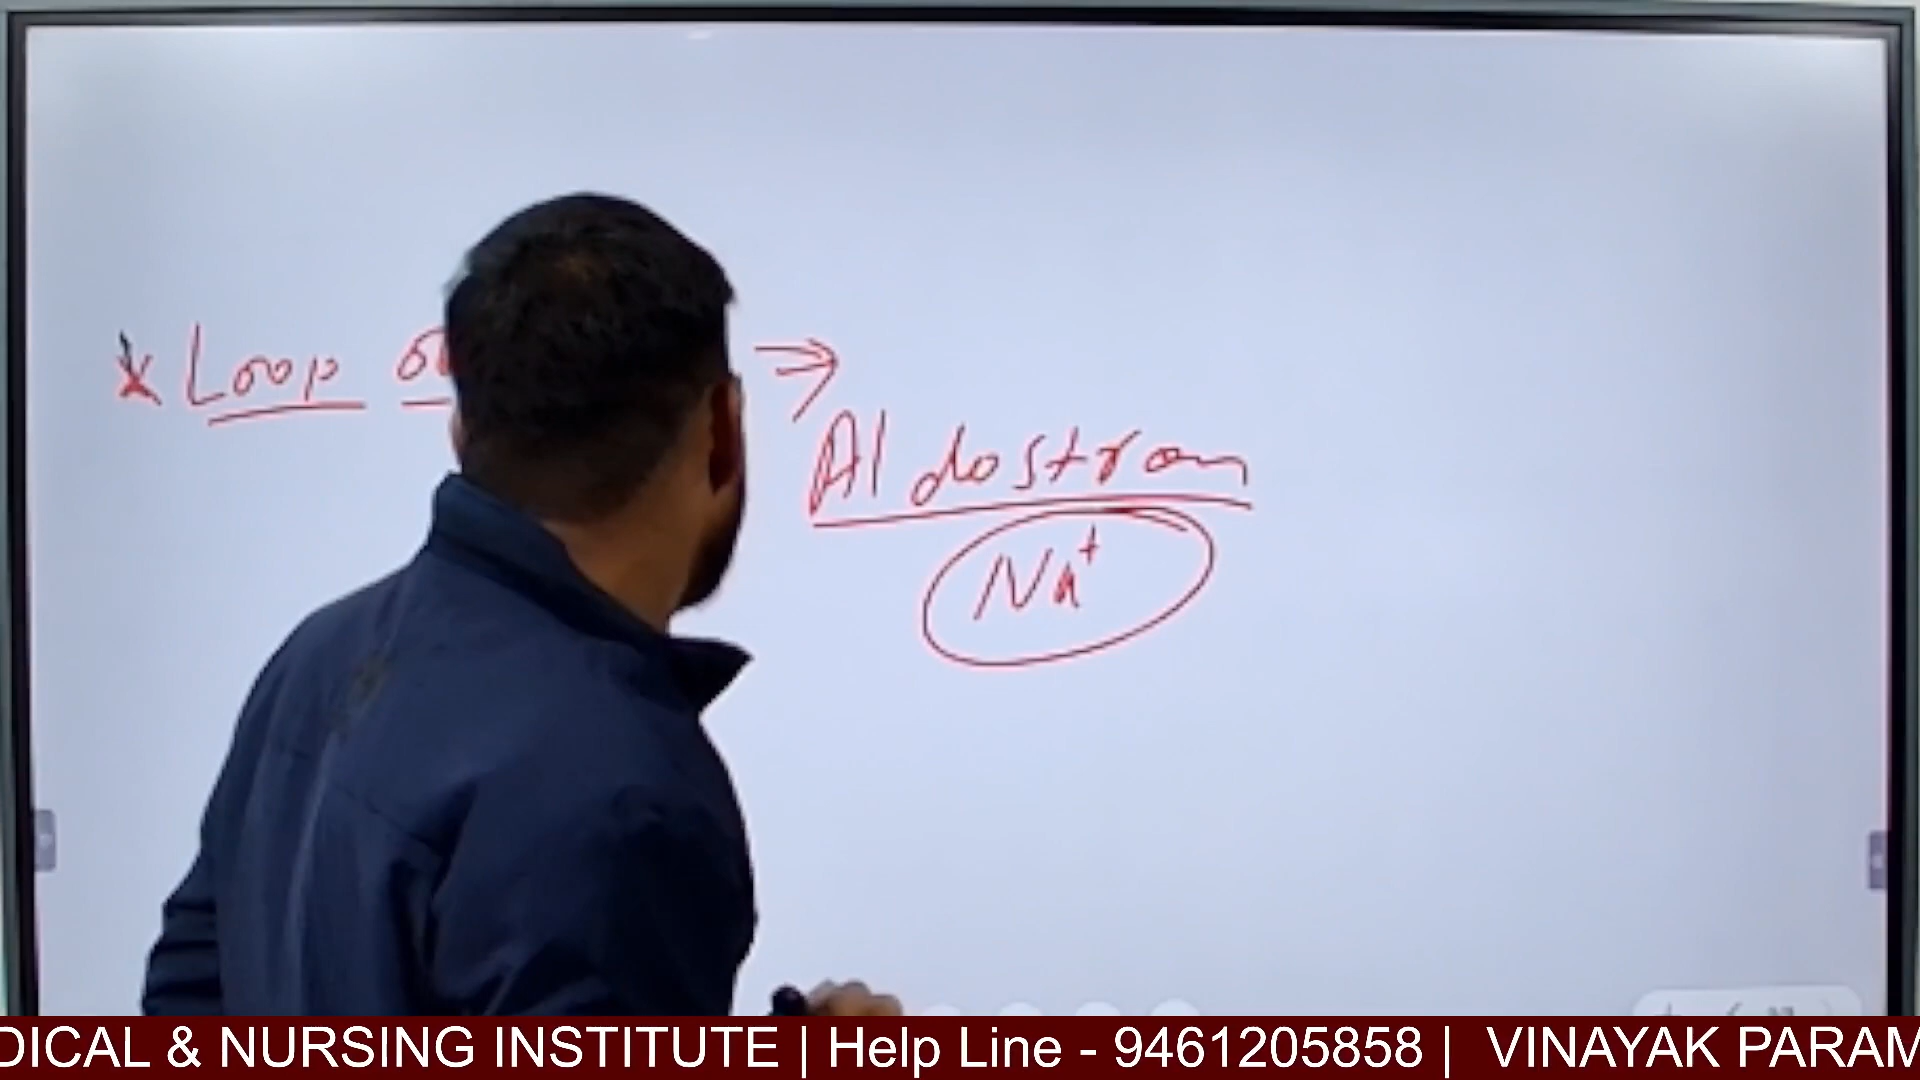 * Loop →
Aldostron
Na⁺
DICAL & NURSING INSTITUTE | Help Line - 9461205858 | VINAYAK PARAM